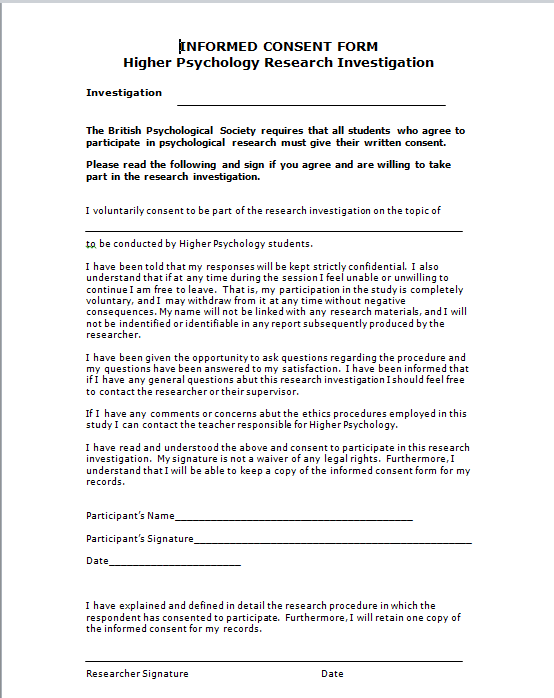 INFORMED CONSENT FORM
Higher Psychology Research Investigation
Investigation ___________________________
The British Psychological Society requires that all students who agree to
participate in psychological research must give their written consent.
Please read the following and sign if you agree and are willing to take
part in the research investigation.
I voluntarily consent to be part of the research investigation on the topic of
_______________________________________________
to be conducted by Higher Psychology students.
I have been told that my responses will be kept strictly confidential. I also
understand that if at any time during the session I feel unable or unwilling to
continue I am free to leave. That is, my participation in the study is completely
voluntary, and I may withdraw from it at any time without negative
consequences. My name will not be linked with any research materials, and I will
not be indentified or identifiable in any report subsequently produced by the
researcher.
I have been given the opportunity to ask questions regarding the procedure and
my questions have been answered to my satisfaction. I have been informed that
if I have any general questions abut this research investigation I should feel free
to contact the researcher or their supervisor.
If I have any comments or concerns abut the ethics procedures employed in this
study I can contact the teacher responsible for Higher Psychology.
I have read and understood the above and consent to participate in this research
investigation. My signature is not a waiver of any legal rights. Furthermore, I
understand that I will be able to keep a copy of the informed consent form for my
records.
Participant's Name________________________________
Participant's Signature_____________________________________
Date__________________
I have explained and defined in detail the research procedure in which the
respondent has consented to participate. Furthermore, I will retain one copy of
the informed consent for my records.
_______________________________________________
Researcher Signature Date